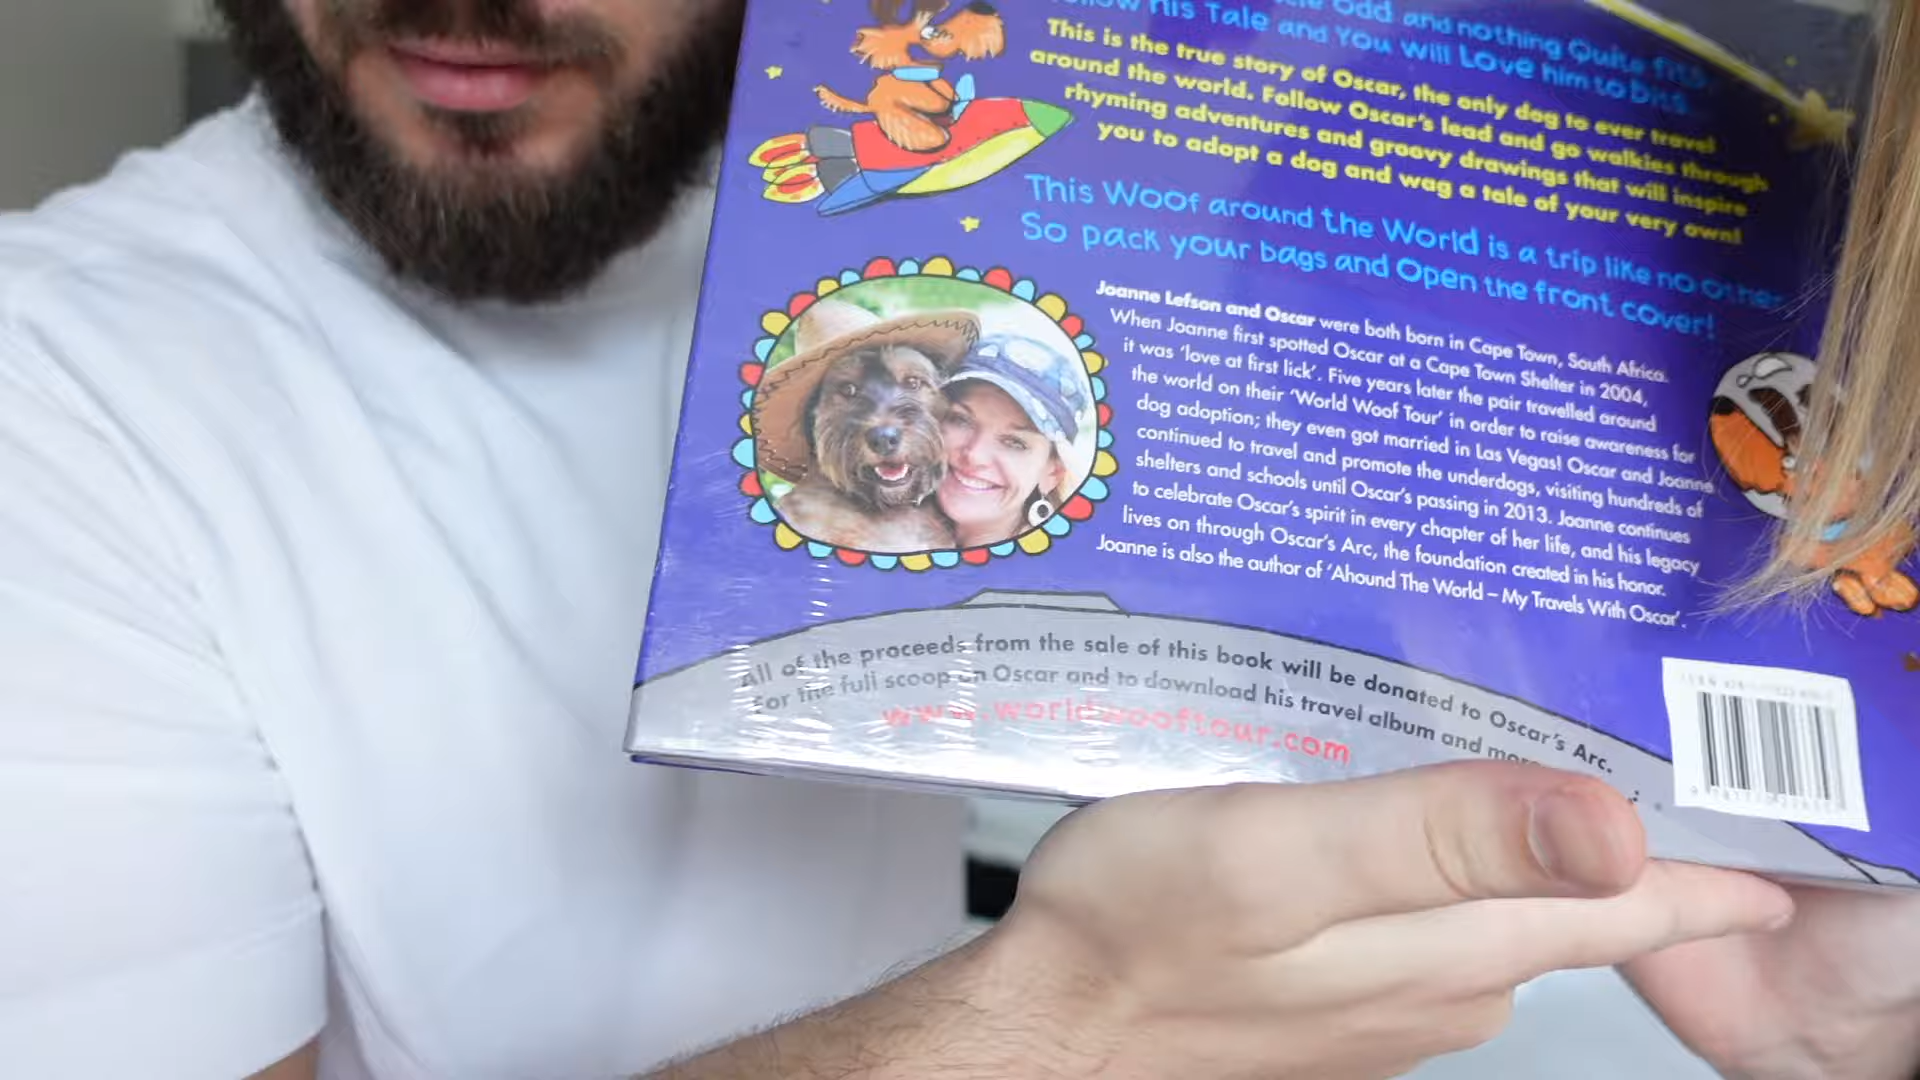 odd and nothing Quite fits.
his Tale and You will Love him to bits.
This is the true story of Oscar, the only dog to ever travel
around the world. Follow Oscar's lead and go walkies through
rhyming adventures and groovy drawings that will inspire
you to adopt a dog and wag a tale of your very own!
This Woof around the World is a trip like no other
So pack your bags and Open the front cover!
Joanne Lefson and Oscar were both born in Cape Town, South Africa.
When Joanne first spotted Oscar at a Cape Town Shelter in 2004,
it was 'love at first lick'. Five years later the pair travelled around
the world on their 'World Woof Tour' in order to raise awareness for
dog adoption; they even got married in Las Vegas! Oscar and Joanne
continued to travel and promote the underdogs, visiting hundreds of
shelters and schools until Oscar's passing in 2013. Joanne continues
to celebrate Oscar's spirit in every chapter of her life, and his legacy
lives on through Oscar's Arc, the foundation created in his honor.
Joanne is also the author of 'Ahound The World – My Travels With Oscar'.
All of the proceeds from the sale of this book will be donated to Oscar's Arc.
For the full scoop on Oscar and to download his travel album and more
www.worldwooftour.com